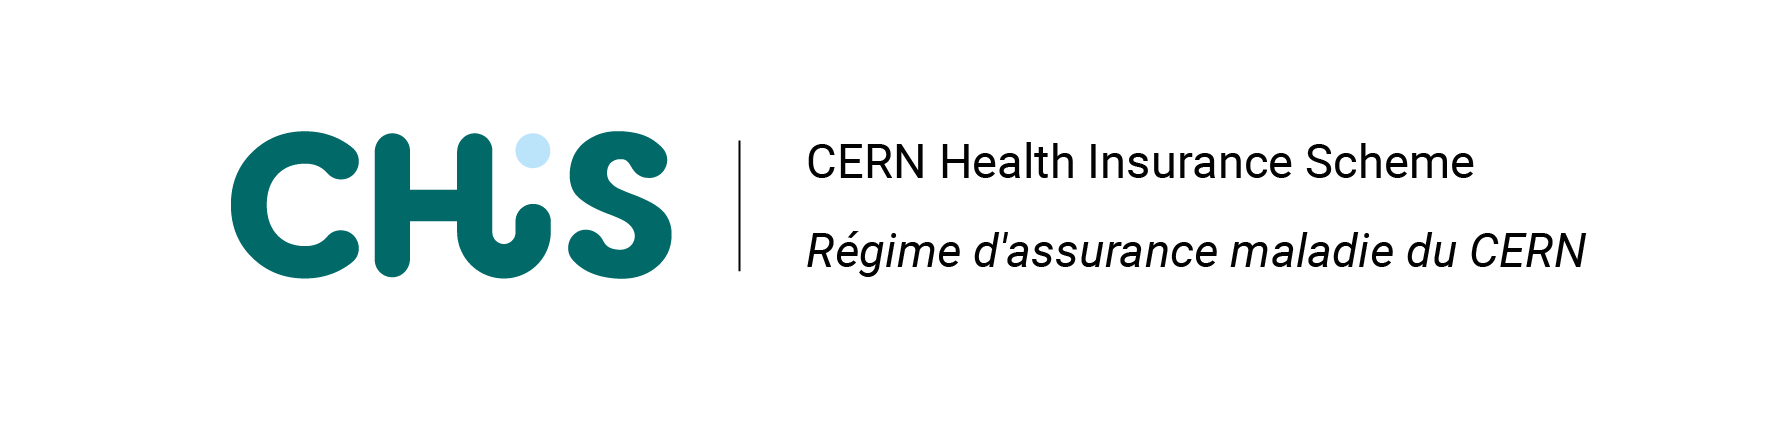 CHiS
CERN Health Insurance Scheme
Régime d'assurance maladie du CERN